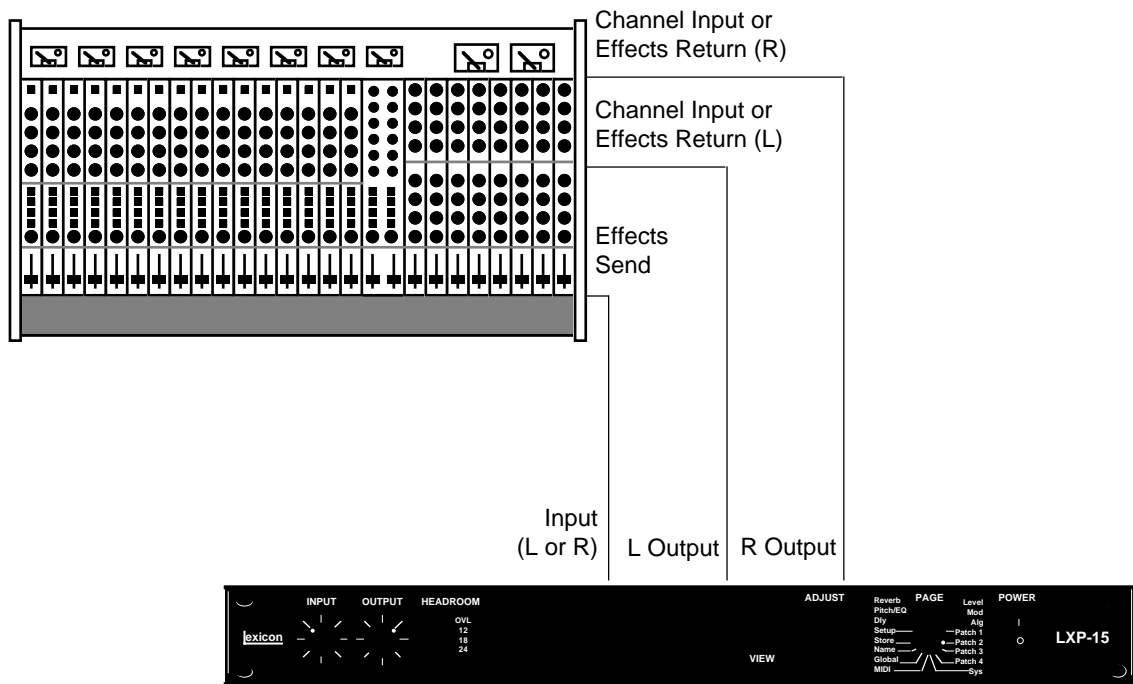 Channel Input or
Effects Return (R)
Channel Input or
Effects Return (L)
Effects
Send
Input
(L or R)
L Output
R Output
lexicon
INPUT
OUTPUT
HEADROOM
OVL
12
18
24
VIEW
ADJUST
Reverb
Pitch/EQ
Dly
Setup
Store
Name
Global
MIDI
PAGE
Level
Mod
Alg
Patch 1
Patch 2
Patch 3
Patch 4
Sys
POWER
LXP-15